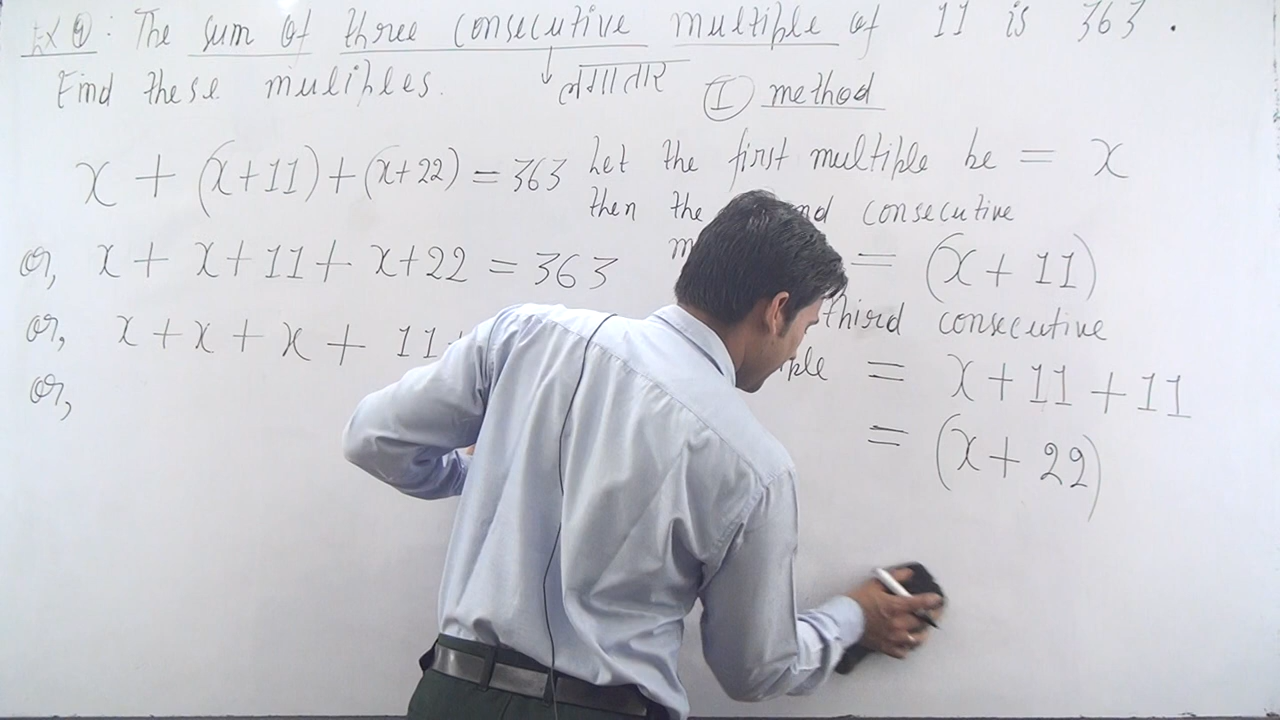 Ex 9 : The sum of three consecutive multiple of 11 is 363.
Find these muliples.
लगातार
I method
x + (x+11) + (x+22) = 363
or, x + x + 11 + x + 22 = 363
or, x + x + x + 11
or,
Let the first multiple be = x
then the consecutive
= (x + 11)
third consecutive
= x + 11 + 11
= (x + 22)